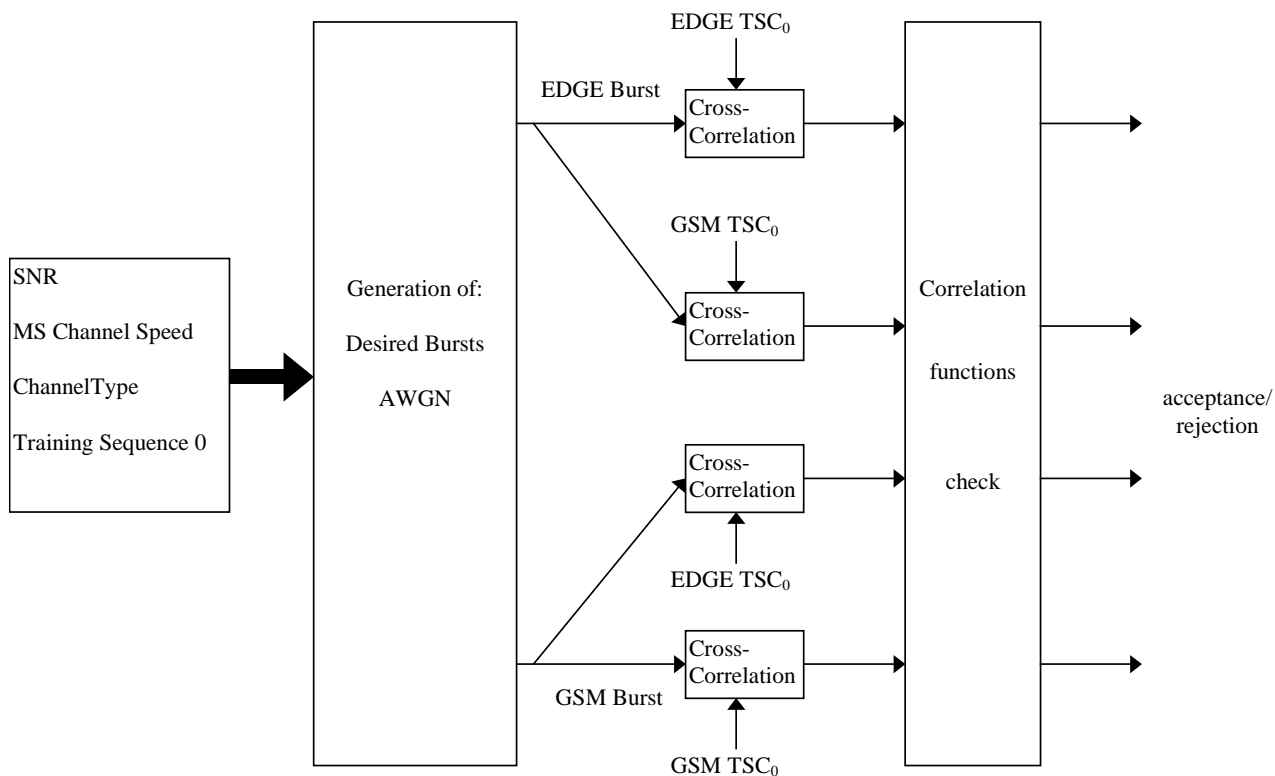 SNR
MS Channel Speed
ChannelType
Training Sequence 0
Generation of:
Desired Bursts
AWGN
EDGE Burst
GSM Burst
EDGE TSC₀
Cross-
Correlation
GSM TSC₀
Cross-
Correlation
Cross-
Correlation
EDGE TSC₀
Cross-
Correlation
GSM TSC₀
Correlation
functions
check
acceptance/
rejection